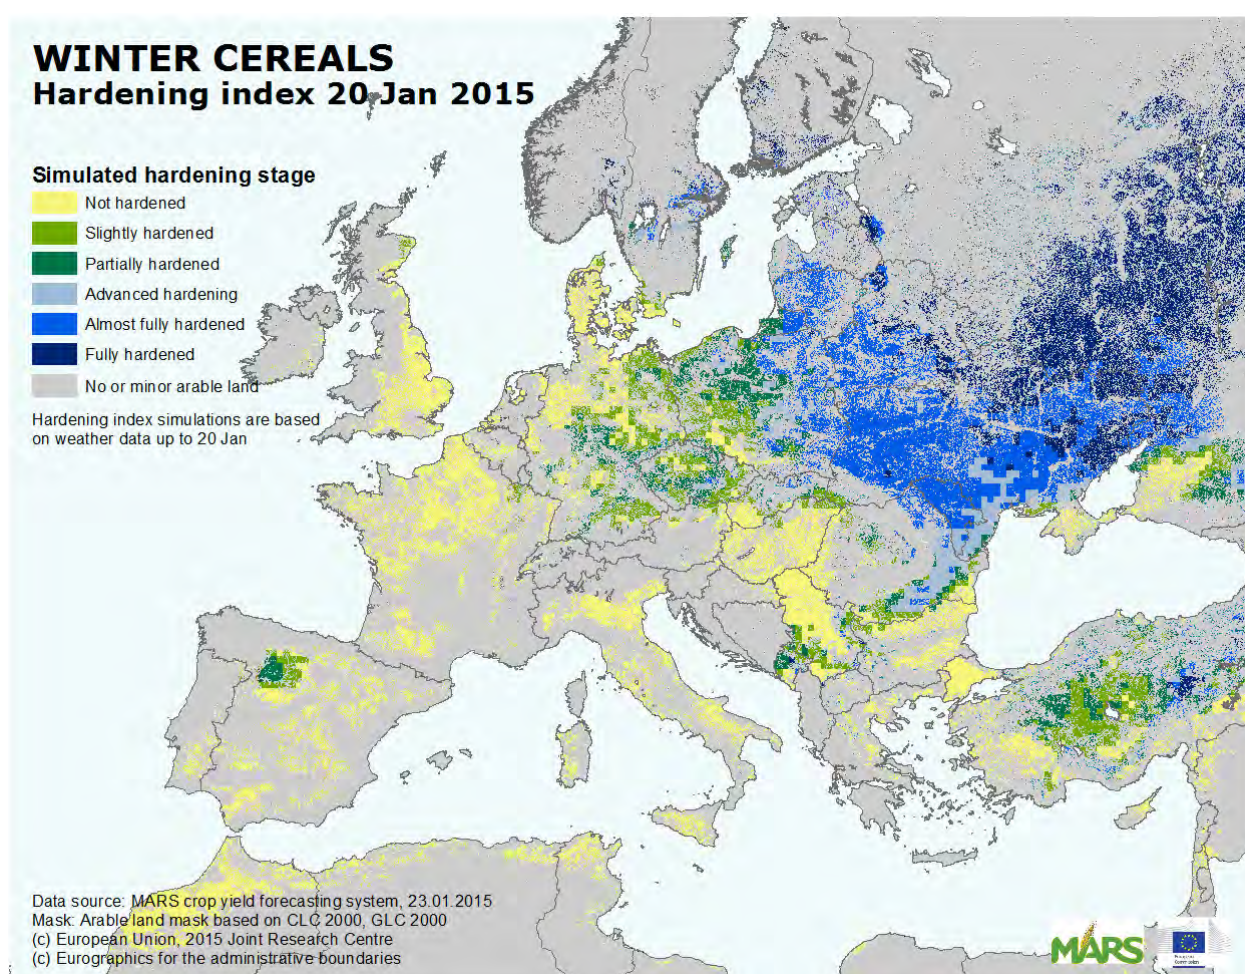 WINTER CEREALS
Hardening index 20 Jan 2015
Simulated hardening stage
Not hardened
Slightly hardened
Partially hardened
Advanced hardening
Almost fully hardened
Fully hardened
No or minor arable land
Hardening index simulations are based
on weather data up to 20 Jan
Data source: MARS crop yield forecasting system, 23.01.2015
Mask: Arable land mask based on CLC 2000, GLC 2000
(c) European Union, 2015 Joint Research Centre
(c) Eurographics for the administrative boundaries
MARS
European
Commission